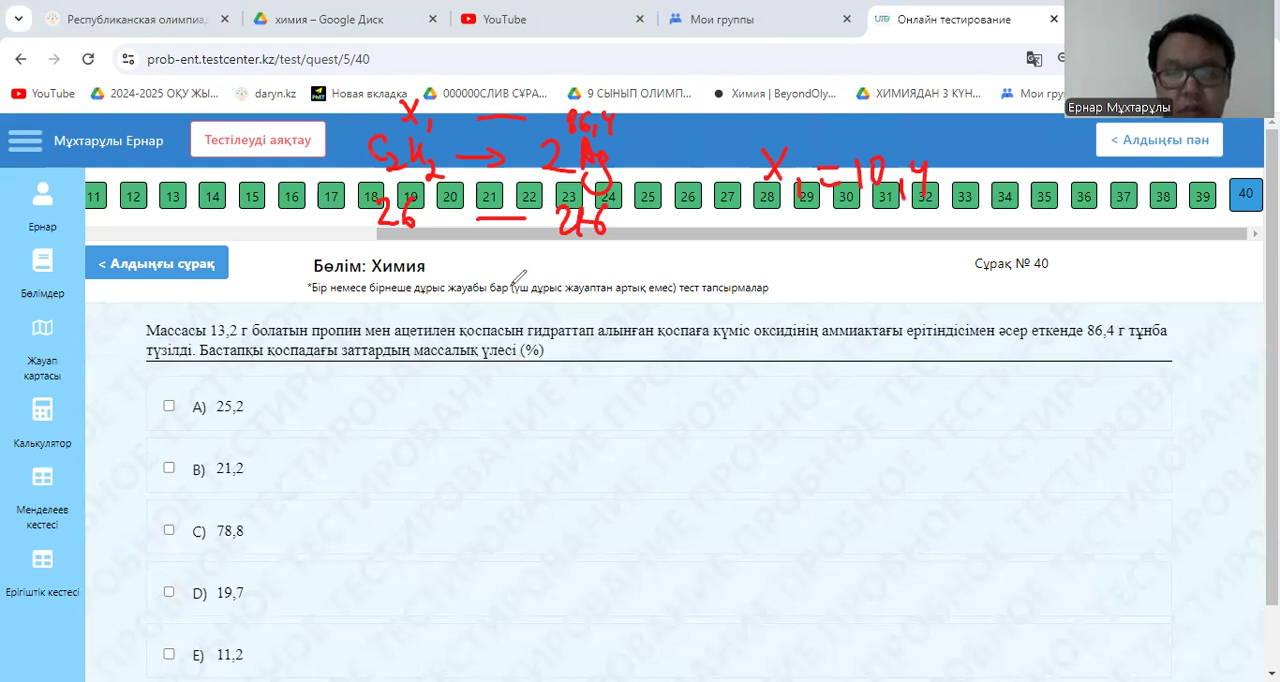 Республиканская олимпиад
химия – Google Диск
YouTube
Мои группы
Онлайн тестирование
prob-ent.testcenter.kz/test/quest/5/40
YouTube
2024-2025 ОҚУ ЖЫ...
daryn.kz
Новая вкладка
000000СЛИВ СҰРА...
9 СЫНЫП ОЛИМП...
Химия | BeyondOly...
ХИМИЯДАН 3 КҮН...
Мои гру
Ернар Мұхтарұлы
Мұхтарұлы Ернар
Тестілеуді аяқтау
< Алдыңғы пән
X₁ — 86,4
C₂H₂ → 2 Ag
26 — 216
X₁ = 10,4
11 12 13 14 15 16 17 18 19 20 21 22 23 24 25 26 27 28 29 30 31 32 33 34 35 36 37 38 39 40
Ернар
Бөлімдер
Жауап картасы
Калькулятор
Менделеев кестесі
Ерігіштік кестесі
< Алдыңғы сұрақ
Бөлім: Химия
Сұрақ № 40
*Бір немесе бірнеше дұрыс жауабы бар (үш дұрыс жауаптан артық емес) тест тапсырмалар
Массасы 13,2 г болатын пропин мен ацетилен қоспасын гидраттап алынған қоспаға күміс оксидінің аммиактағы ерітіндісімен әсер еткенде 86,4 г тұнба
түзілді. Бастапқы қоспадағы заттардың массалық үлесі (%)
A) 25,2
B) 21,2
C) 78,8
D) 19,7
E) 11,2
ПРОБНОЕ ТЕСТИРОВАНИЕ